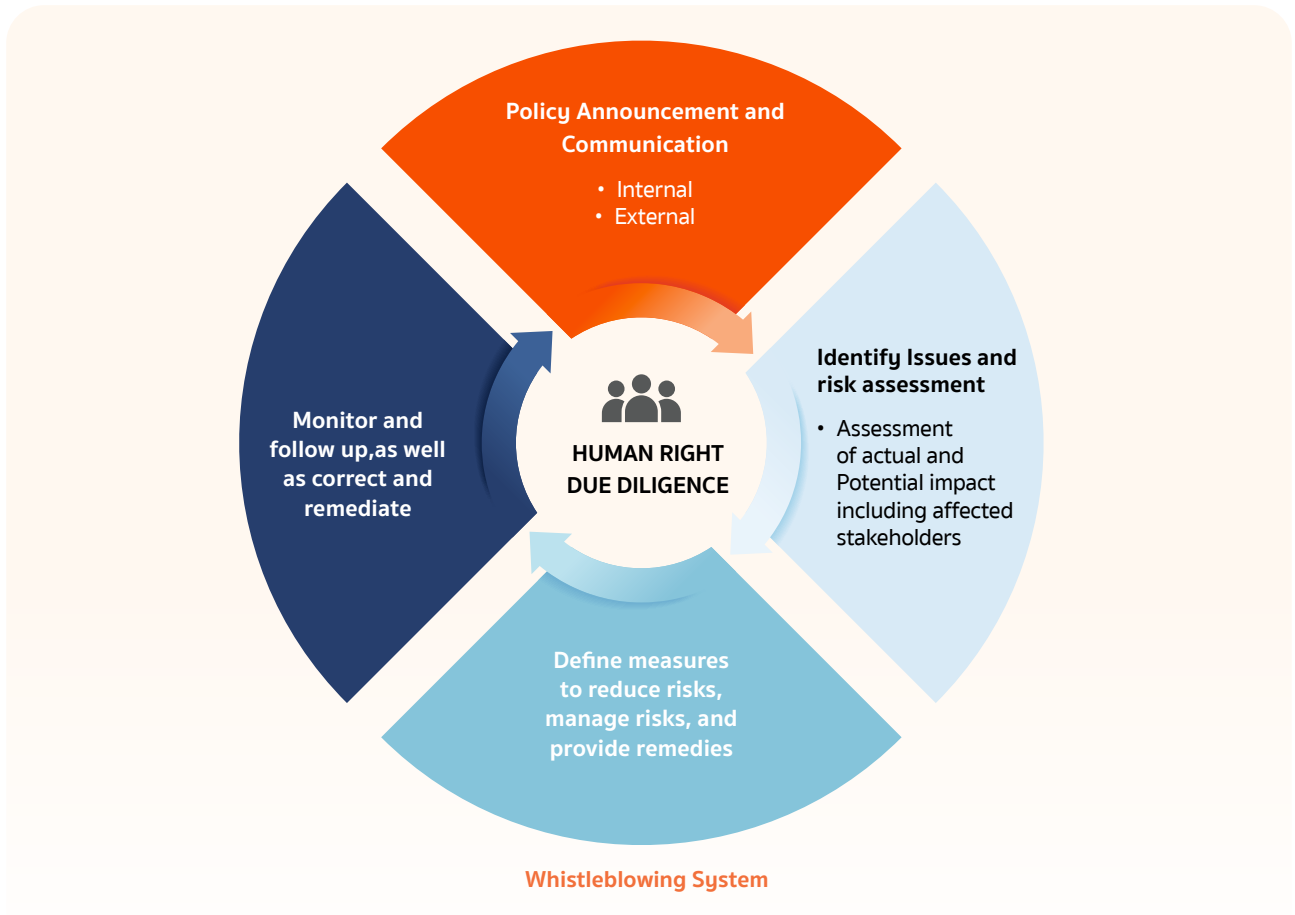 Policy Announcement and
Communication
• Internal
• External
Identify Issues and
risk assessment
• Assessment
of actual and
Potential impact
including affected
stakeholders
Define measures
to reduce risks,
manage risks, and
provide remedies
Monitor and
follow up,as well
as correct and
remediate
HUMAN RIGHT
DUE DILIGENCE
Whistleblowing System